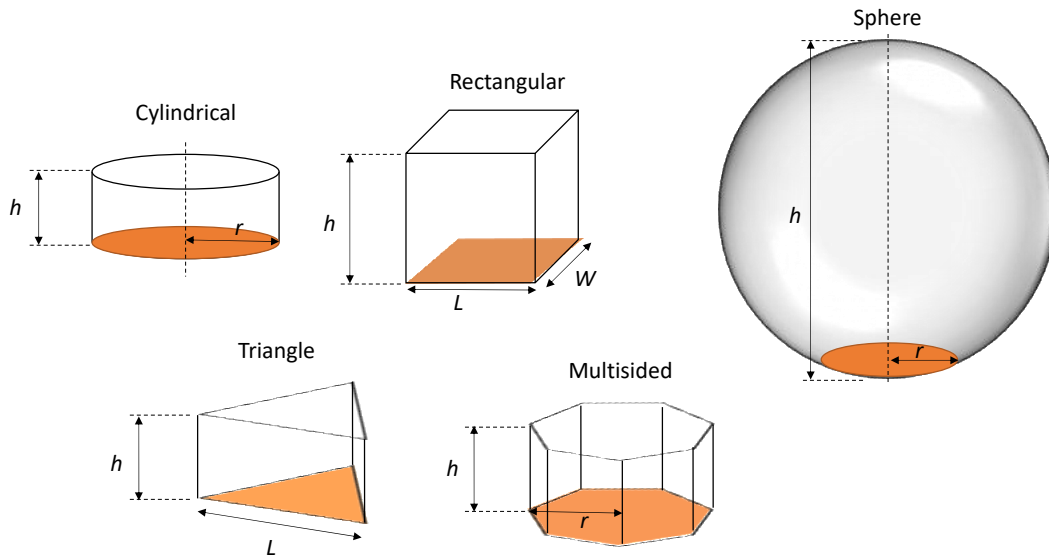 Sphere
Rectangular
Cylindrical
h
r
h
L
W
h
r
Triangle
Multisided
h
L
h
r